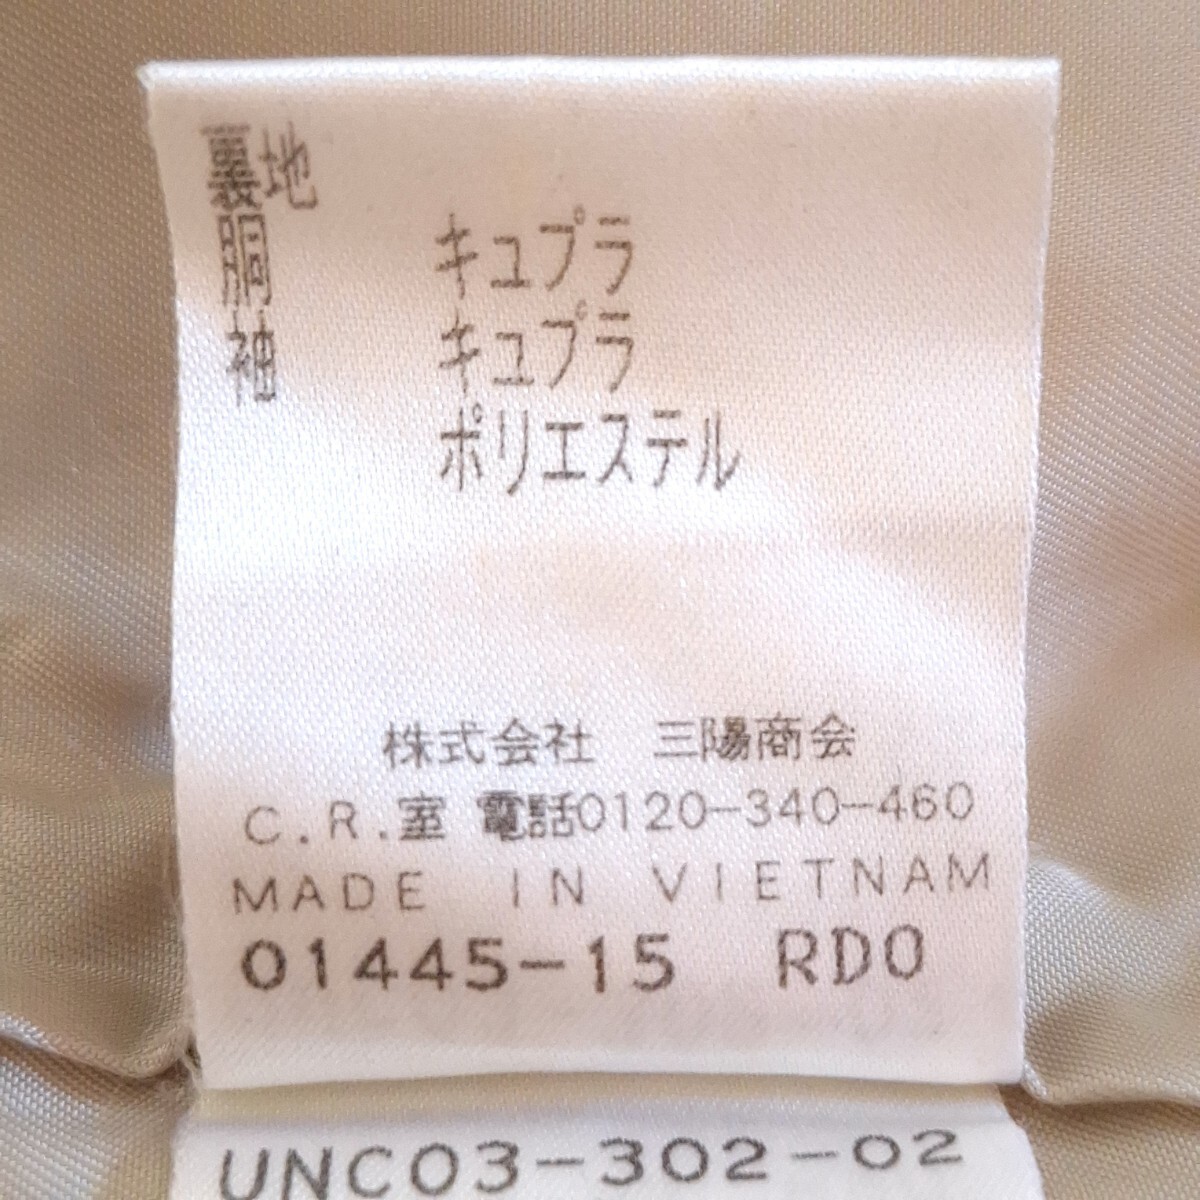 裏地
胴 キュプラ
袖 キュプラ
ポリエステル
株式会社 三陽商会
C.R.室 電話0120-340-460
MADE IN VIETNAM
01445-15 RDO
UNC03-302-02